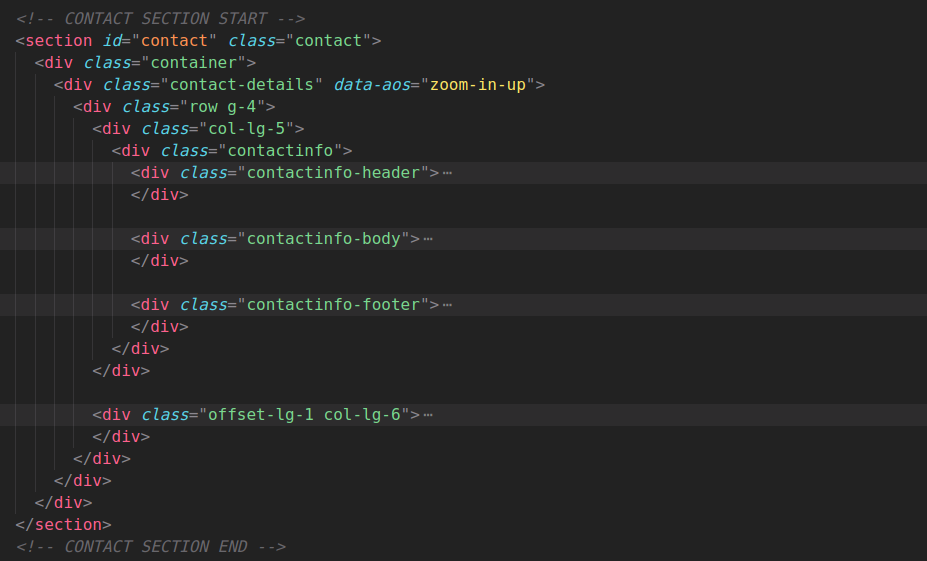 <!-- CONTACT SECTION START -->
<section id="contact" class="contact">
<div class="container">
<div class="contact-details" data-aos="zoom-in-up">
<div class="row g-4">
<div class="col-lg-5">
<div class="contactinfo">
<div class="contactinfo-header">⋯
</div>
<div class="contactinfo-body">⋯
</div>
<div class="contactinfo-footer">⋯
</div>
</div>
</div>
<div class="offset-lg-1 col-lg-6">⋯
</div>
</div>
</div>
</div>
</section>
<!-- CONTACT SECTION END -->